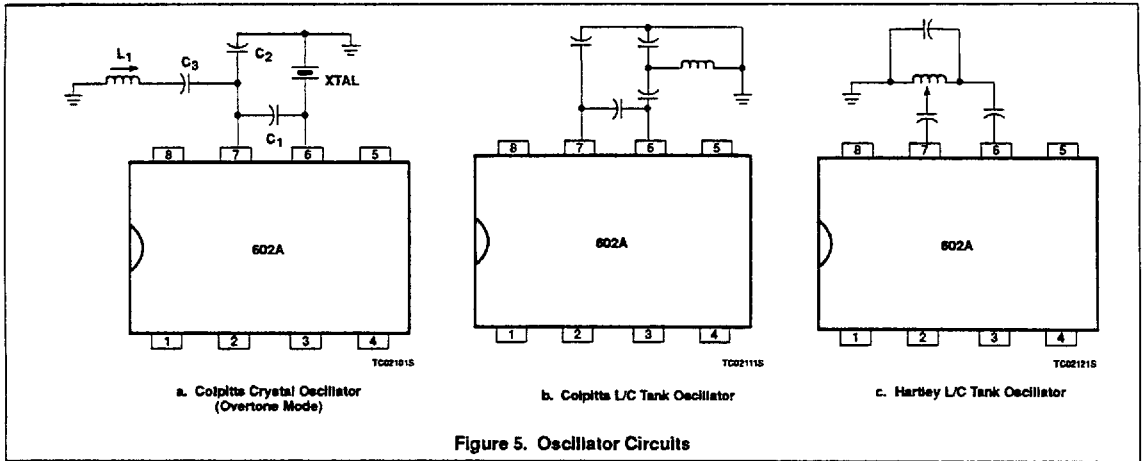 L1
C3
C2
XTAL
C1
8 7 6 5
602A
1 2 3 4
TC02101S
a. Colpitts Crystal Oscillator
(Overtone Mode)
8 7 6 5
602A
1 2 3 4
TC02111S
b. Colpitts L/C Tank Oscillator
8 7 6 5
602A
1 2 3 4
TC02121S
c. Hartley L/C Tank Oscillator
Figure 5. Oscillator Circuits